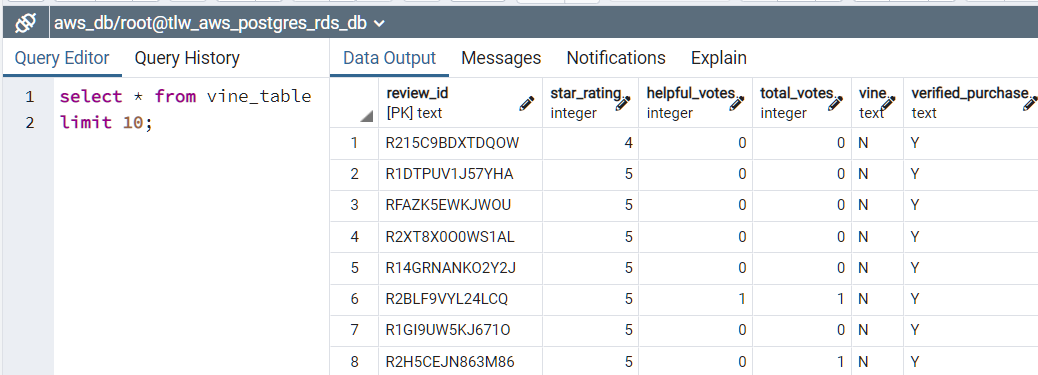 aws_db/root@tlw_aws_postgres_rds_db
Query Editor Query History
1 select * from vine_table
2 limit 10;
Data Output Messages Notifications Explain
review_id star_rating helpful_votes total_votes vine verified_purchase
[PK] text integer integer integer text text
1 R215C9BDXTDQOW 4 0 0 N Y
2 R1DTPUV1J57YHA 5 0 0 N Y
3 RFAZK5EWKJWOU 5 0 0 N Y
4 R2XT8X0O0WS1AL 5 0 0 N Y
5 R14GRNANKO2Y2J 5 0 0 N Y
6 R2BLF9VYL24LCQ 5 1 1 N Y
7 R1GI9UW5KJ671O 5 0 0 N Y
8 R2H5CEJN863M86 5 0 1 N Y